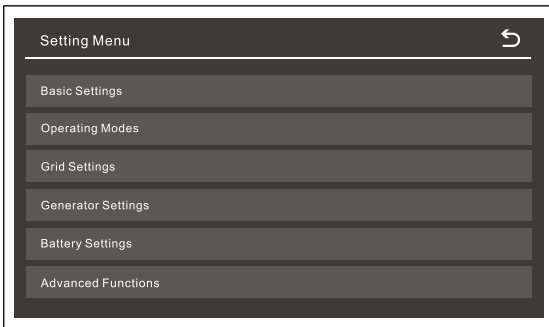 Setting Menu
Basic Settings
Operating Modes
Grid Settings
Generator Settings
Battery Settings
Advanced Functions